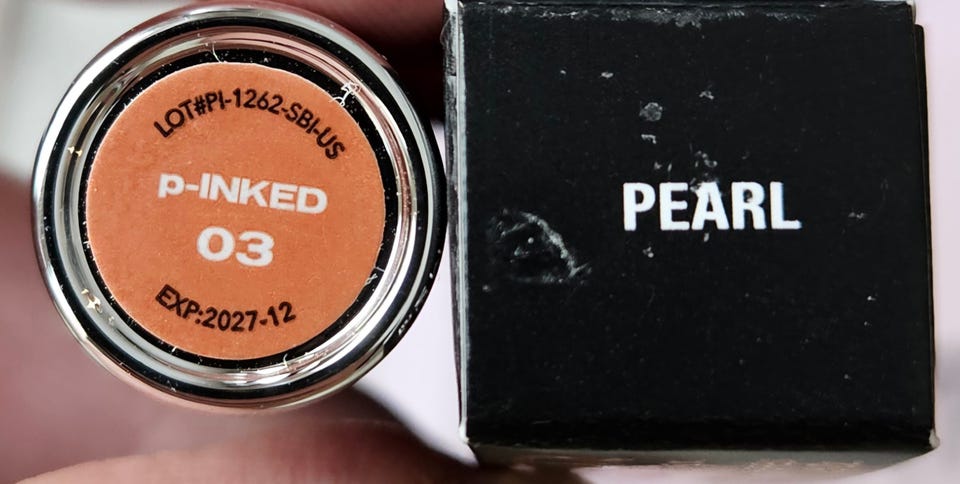 LOT#PI-1262-SBI-US
p-INKED
03
EXP:2027-12
PEARL